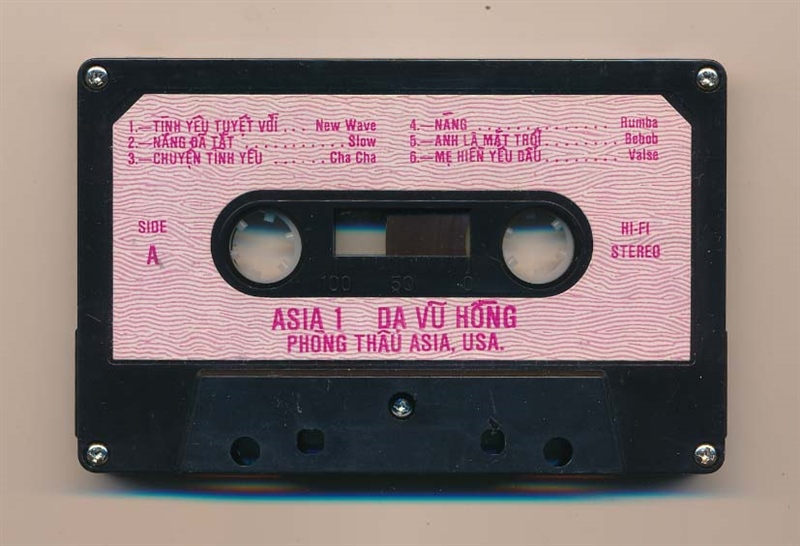 1.—TÌNH YÊU TUYỆT VỜI ... New Wave
2.—NẮNG ĐÃ TẮT ............... Slow
3.—CHUYỆN TÌNH YÊU ........ Cha Cha
4.—NẮNG ................. Rumba
5.—ANH LÀ MẶT TRỜI .......... Bebob
6.—MẸ HIỀN YÊU DẤU ......... Valse
SIDE
A
HI-FI
STEREO
100 50 0
ASIA 1 DẠ VŨ HỒNG
PHÒNG THÂU ASIA, USA.